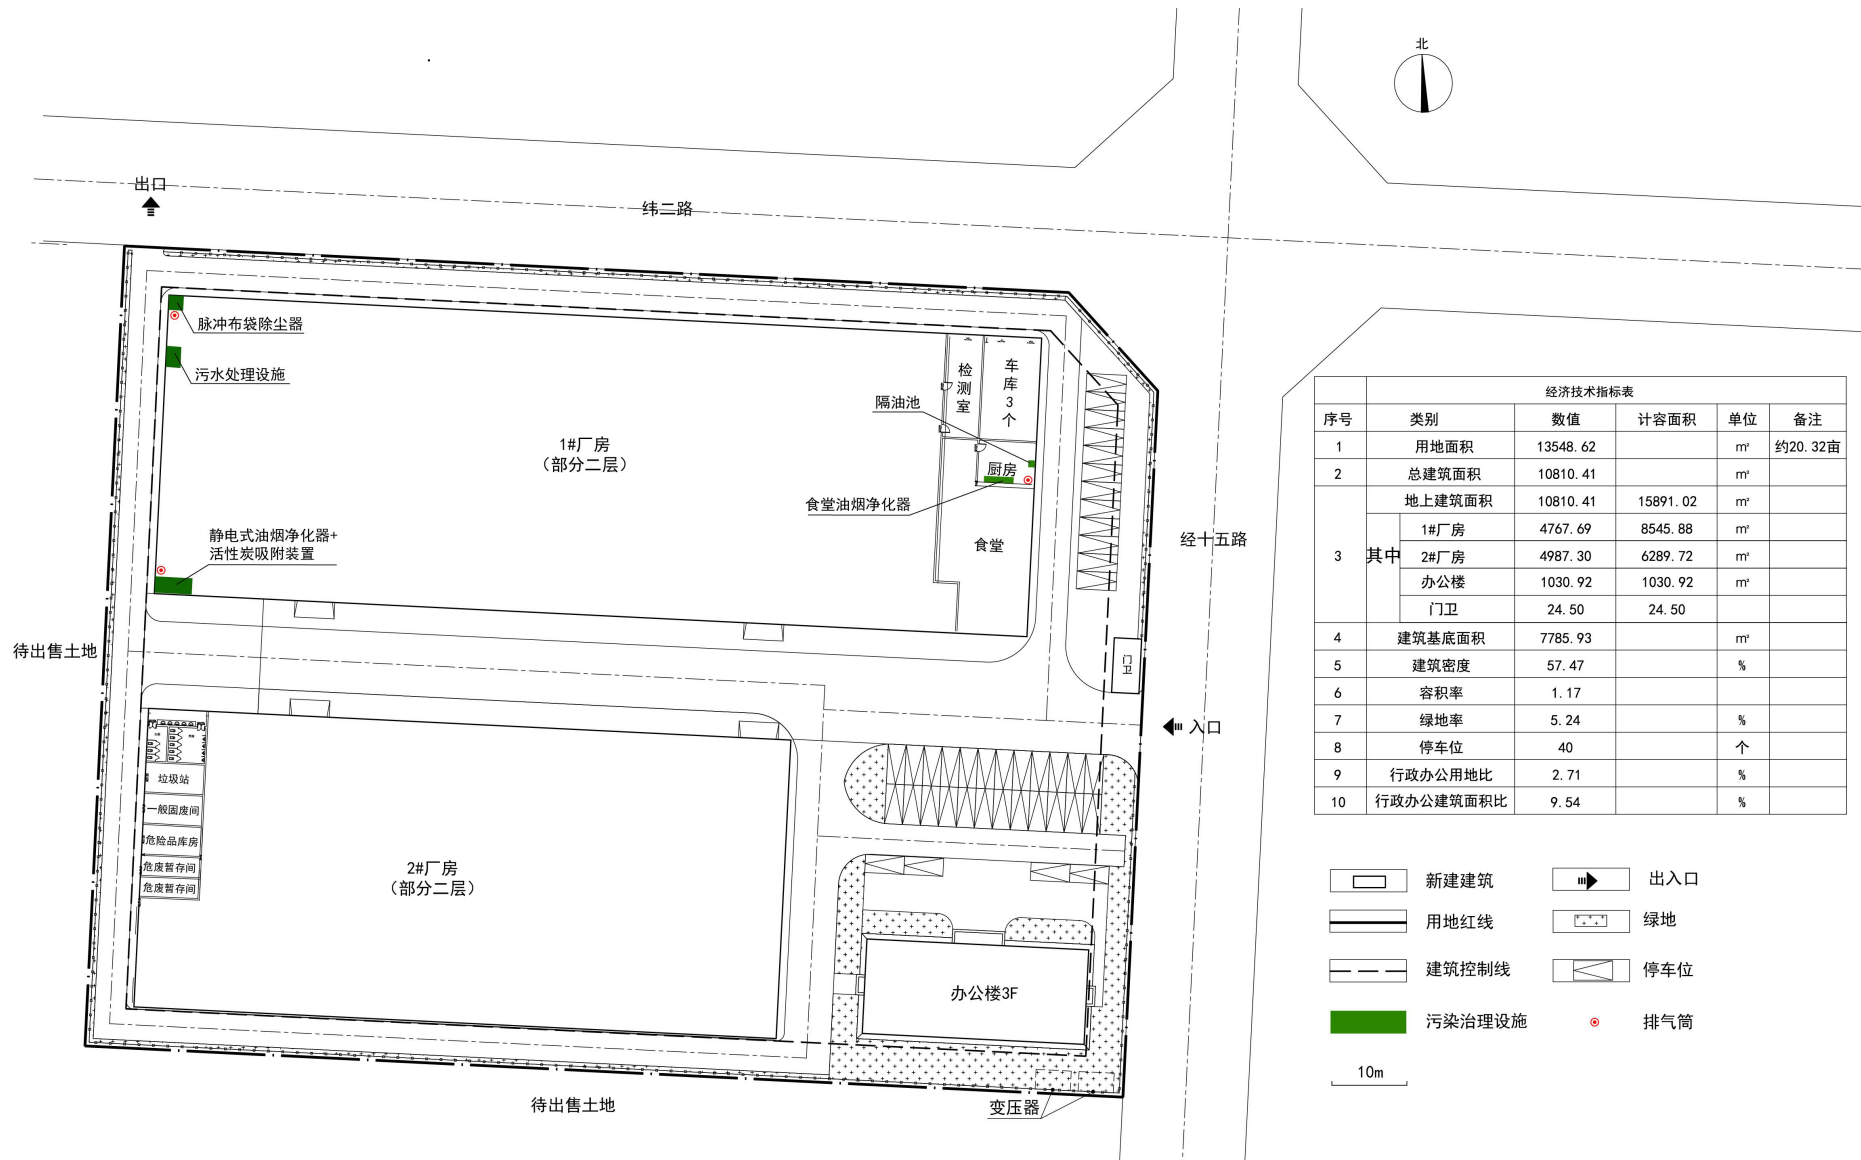 北
出口
纬二路
脉冲布袋除尘器
污水处理设施
检测室
车库3个
隔油池
1#厂房
（部分二层）
厨房
食堂油烟净化器
静电式油烟净化器+
活性炭吸附装置
食堂
经十五路
待出售土地
门卫
入口
垃圾站
一般固废间
危险品库房
危废暂存间
危废暂存间
2#厂房
（部分二层）
办公楼3F
变压器
待出售土地
经济技术指标表
序号 类别 数值 计容面积 单位 备注
1 用地面积 13548.62 ㎡ 约20.32亩
2 总建筑面积 10810.41 ㎡
地上建筑面积 10810.41 15891.02 ㎡
3 其中 1#厂房 4767.69 8545.88 ㎡
2#厂房 4987.30 6289.72 ㎡
办公楼 1030.92 1030.92 ㎡
门卫 24.50 24.50
4 建筑基底面积 7785.93 ㎡
5 建筑密度 57.47 %
6 容积率 1.17
7 绿地率 5.24 %
8 停车位 40 个
9 行政办公用地比 2.71 %
10 行政办公建筑面积比 9.54 %
新建建筑 出入口
用地红线 绿地
建筑控制线 停车位
污染治理设施 排气筒
10m